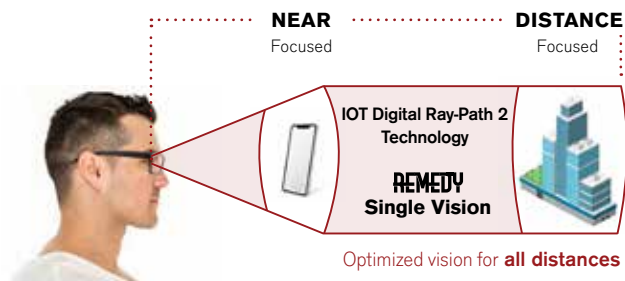 NEAR
Focused
DISTANCE
Focused
IOT Digital Ray-Path 2
Technology
REMEDY
Single Vision
Optimized vision for all distances